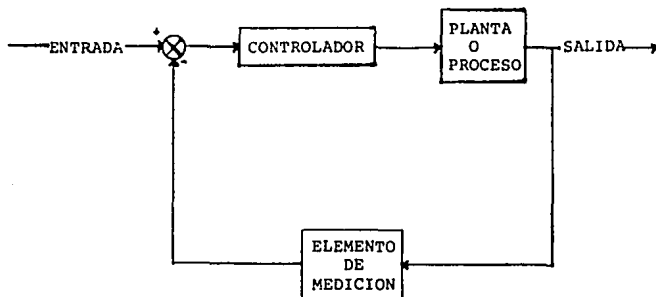 ENTRADA
+
-
CONTROLADOR
PLANTA
O
PROCESO
SALIDA
ELEMENTO
DE
MEDICION